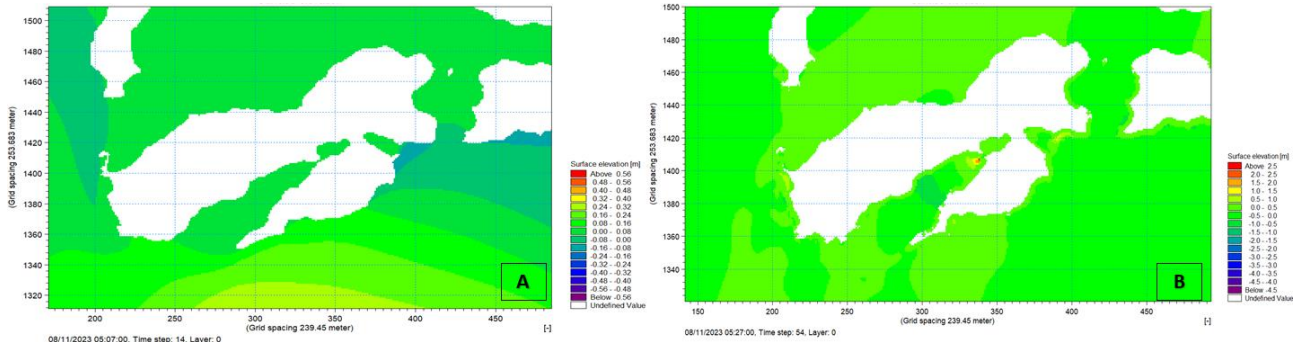 1500
1480
1460
1440
1420
1400
1380
1360
1340
1320
(Grid spacing 253.683 meter)
200
250
300
350
400
450
(Grid spacing 239.45 meter)
[-]
08/11/2023 05:07:00, Time step: 14, Layer: 0
A
Surface elevation [m]
Above 0.56
0.48 - 0.56
0.40 - 0.48
0.32 - 0.40
0.24 - 0.32
0.16 - 0.24
0.08 - 0.16
0.00 - 0.08
-0.08 - 0.00
-0.16 - -0.08
-0.24 - -0.16
-0.32 - -0.24
-0.40 - -0.32
-0.48 - -0.40
-0.56 - -0.48
Below -0.56
Undefined Value
1500
1480
1460
1440
1420
1400
1380
1360
1340
(Grid spacing 253.683 meter)
150
200
250
300
350
400
450
(Grid spacing 239.45 meter)
[-]
08/11/2023 05:27:00, Time step: 54, Layer: 0
B
Surface elevation [m]
Above 2.5
2.0 - 2.5
1.5 - 2.0
1.0 - 1.5
0.5 - 1.0
0.0 - 0.5
-0.5 - 0.0
-1.0 - -0.5
-1.5 - -1.0
-2.0 - -1.5
-2.5 - -2.0
-3.0 - -2.5
-3.5 - -3.0
-4.0 - -3.5
-4.5 - -4.0
Below -4.5
Undefined Value